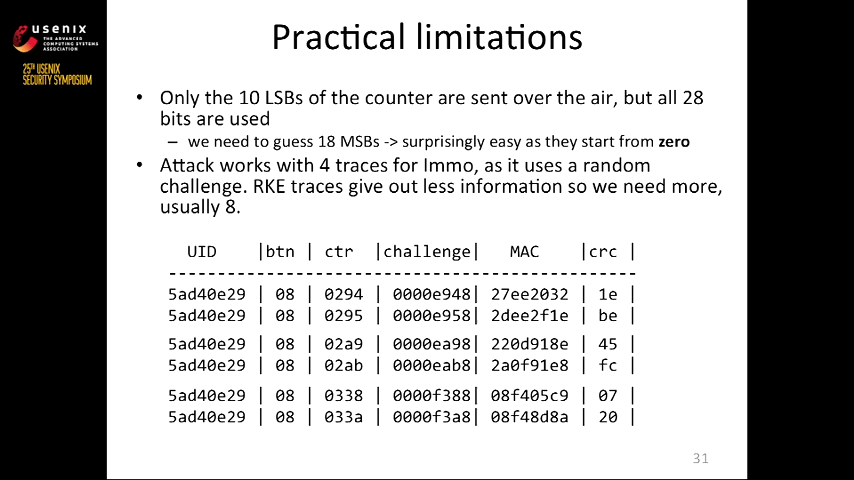 usenix
THE ADVANCED
COMPUTING SYSTEMS
ASSOCIATION
25TH USENIX
SECURITY SYMPOSIUM
Practical limitations
• Only the 10 LSBs of the counter are sent over the air, but all 28
bits are used
– we need to guess 18 MSBs -> surprisingly easy as they start from zero
• Attack works with 4 traces for Immo, as it uses a random
challenge. RKE traces give out less information so we need more,
usually 8.
UID |btn | ctr |challenge| MAC |crc |
------------------------------------------------
5ad40e29 | 08 | 0294 | 0000e948| 27ee2032 | 1e |
5ad40e29 | 08 | 0295 | 0000e958| 2dee2f1e | be |
5ad40e29 | 08 | 02a9 | 0000ea98| 220d918e | 45 |
5ad40e29 | 08 | 02ab | 0000eab8| 2a0f91e8 | fc |
5ad40e29 | 08 | 0338 | 0000f388| 08f405c9 | 07 |
5ad40e29 | 08 | 033a | 0000f3a8| 08f48d8a | 20 |
31